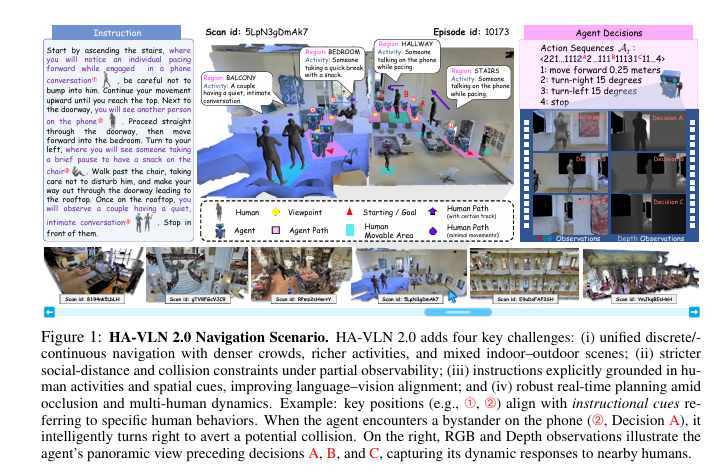 Instruction
Start by ascending the stairs, where
you will notice an individual pacing
forward while engaged in a phone
conversation①, be careful not to
bump into him. Continue your movement
upward until you reach the top. Next to
the doorway, you will see another person
on the phone②. Proceed straight
through the doorway, then move
forward into the bedroom. Turn to your
left, where you will see someone taking
a brief pause to have a snack on the
chair③. Walk past the chair, taking
care not to disturb him, and make your
way out through the doorway leading to
the rooftop. Once on the rooftop, you
will observe a couple having a quiet,
intimate conversation④. Stop in
front of them.
Scan id: 5LpN3gDmAk7
Episode id: 10173
Region: BALCONY
Activity: A couple
having a quiet, intimate
conversation.
Region: BEDROOM
Activity: Someone
taking a quick break
with a snack.
Region: HALLWAY
Activity: Someone
talking on the phone
while pacing.
Region: STAIRS
Activity: Someone
talking on the phone
while pacing.
Human
Viewpoint
Starting / Goal
Human Path
(with certain track)
Agent
Agent Path
Human
Movable Area
Human Path
(minimal movements)
Agent Decisions
Action Sequences
<221...1112A2...111B11131C11...4>
1: move forward 0.25 meters
2: turn-right 15 degrees
3: turn-left 15 degrees
4: stop
Decision A
Decision C
RGB Observations
Depth Observations
Scan id: 8194nk5LbLH
Scan id: gTV8FGcVJC9
Scan id: RPmz2sHmrrY
Scan id: 5LpN3gDmAk7
Scan id: E9uDoFAP3SH
Scan id: YmJkqBEsHnH
Figure 1: HA-VLN 2.0 Navigation Scenario. HA-VLN 2.0 adds four key challenges: (i) unified discrete/-
continuous navigation with denser crowds, richer activities, and mixed indoor–outdoor scenes; (ii) stricter
social-distance and collision constraints under partial observability; (iii) instructions explicitly grounded in hu-
man activities and spatial cues, improving language–vision alignment; and (iv) robust real-time planning amid
occlusion and multi-human dynamics. Example: key positions (e.g., ①, ②) align with instructional cues re-
ferring to specific human behaviors. When the agent encounters a bystander on the phone (②, Decision A), it
intelligently turns right to avert a potential collision. On the right, RGB and Depth observations illustrate the
agent's panoramic view preceding decisions A, B, and C, capturing its dynamic responses to nearby humans.